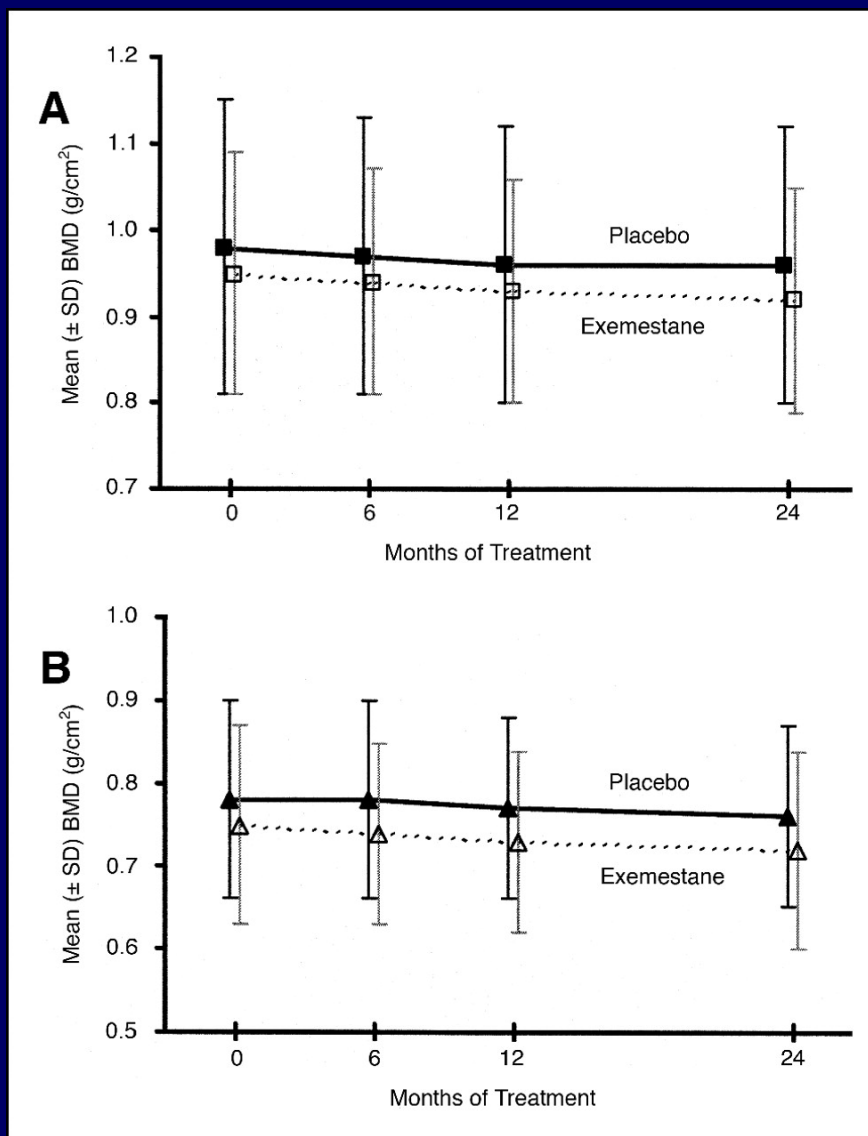 A
Mean (± SD) BMD (g/cm²)
1.2
1.1
1.0
0.9
0.8
0.7
Placebo
Exemestane
0 6 12 24
Months of Treatment
B
Mean (± SD) BMD (g/cm²)
1.0
0.9
0.8
0.7
0.6
0.5
Placebo
Exemestane
0 6 12 24
Months of Treatment